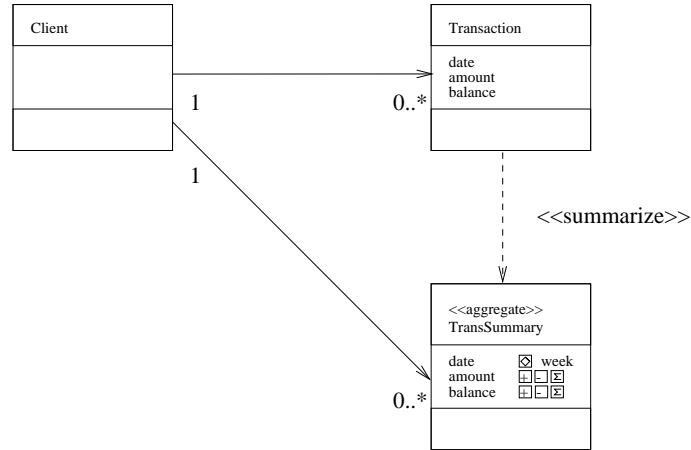 Client
Transaction
date
amount
balance
1
0..*
1
<<summarize>>
<<aggregate>>
TransSummary
date ◇ week
amount + - Σ
balance + - Σ
0..*